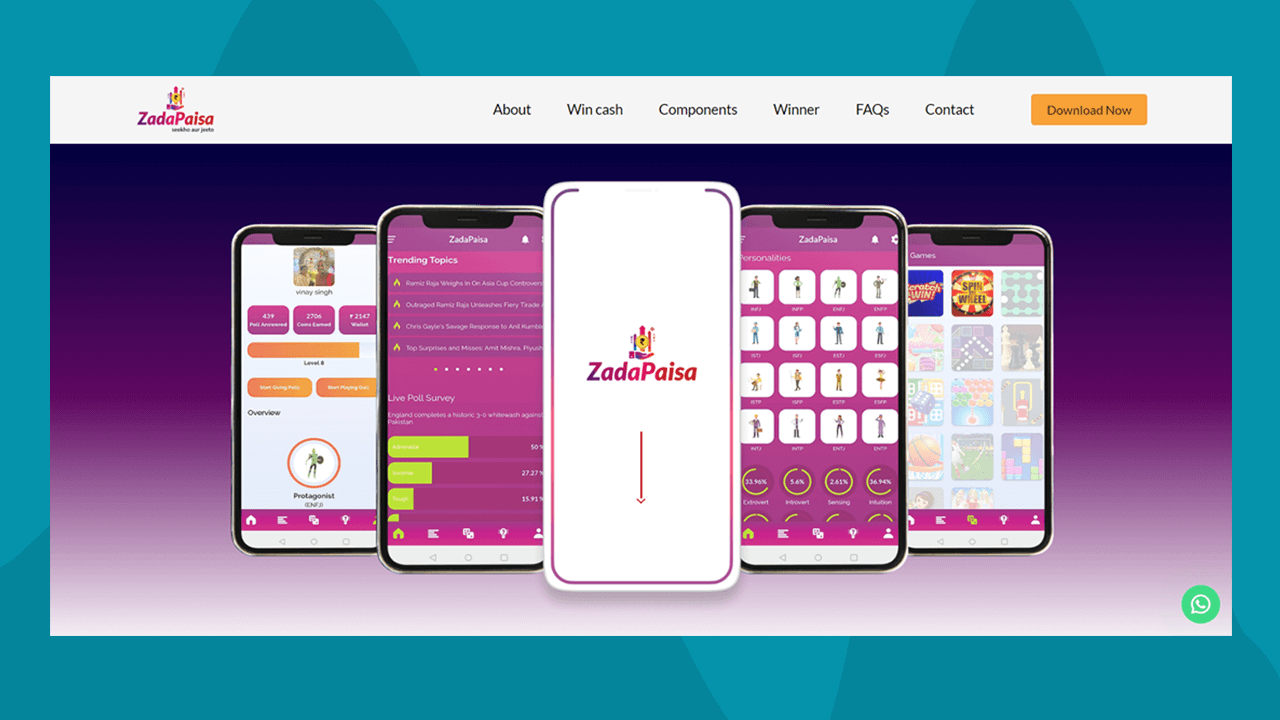 ZadaPaisa
seekho aur jeeto
About
Win cash
Components
Winner
FAQs
Contact
Download Now
vinay singh
439
Poll Answered
2706
Coins Earned
₹ 2147
Wallet
Level 8
Start Giving Polls
Start Playing Quiz
Overview
Protagonist
(ENFJ)
ZadaPaisa
Trending Topics
Ramiz Raja Weighs In On Asia Cup Controvers
Outraged Ramiz Raja Unleashes Fiery Tirade
Chris Gayle's Savage Response to Anil Kumble
Top Surprises and Misses: Amit Mishra, Piyush
Live Poll Survey
England completes a historic 3-0 whitewash against
Pakistan
50 %
27.27 %
Tough
15.91 %
ZadaPaisa
ZadaPaisa
Personalities
INTJ
INFP
ENFJ
ENFP
ISTJ
ISFJ
ESTJ
ESFJ
ISTP
ISFP
ESTP
ESFP
INTJ
INTP
ENTJ
ENTP
33.96%
5.6%
2.61%
36.94%
Extrovert
Introvert
Sensing
Intuition
Games
Scratch
WIN!
SPIN
THE
WHEEL